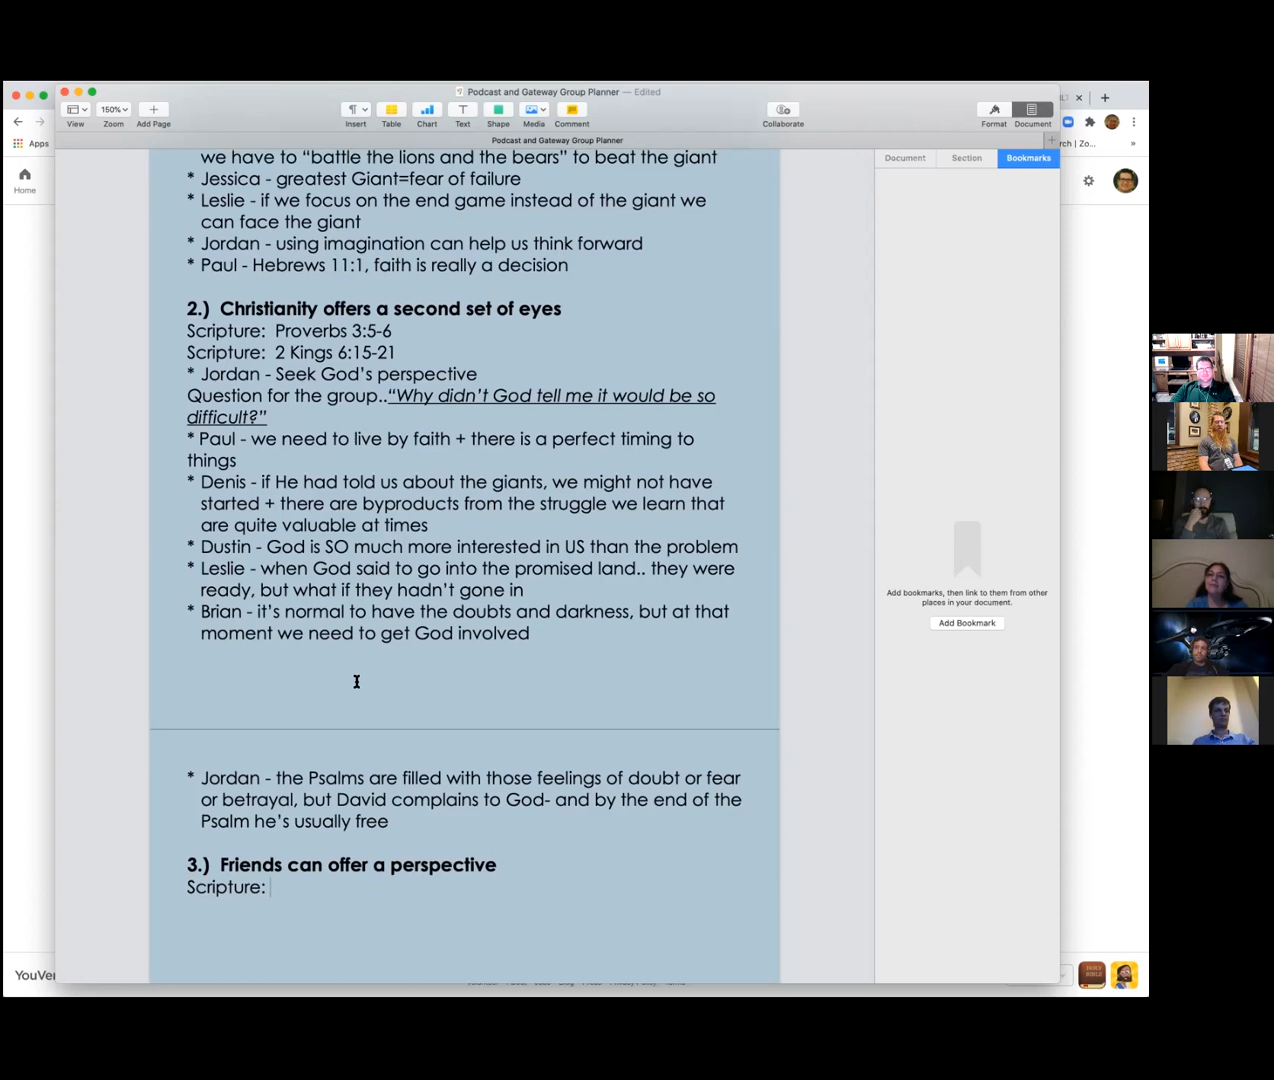 Podcast and Gateway Group Planner — Edited
150%
View
Zoom
Add Page
Insert
Table
Chart
Text
Shape
Media
Comment
Collaborate
Format
Document
Apps
Podcast and Gateway Group Planner
rch | Zo...
Home
Document
Section
Bookmarks
we have to “battle the lions and the bears” to beat the giant
* Jessica - greatest Giant=fear of failure
* Leslie - if we focus on the end game instead of the giant we
can face the giant
* Jordan - using imagination can help us think forward
* Paul - Hebrews 11:1, faith is really a decision
2.) Christianity offers a second set of eyes
Scripture: Proverbs 3:5-6
Scripture: 2 Kings 6:15-21
* Jordan - Seek God’s perspective
Question for the group..“Why didn’t God tell me it would be so
difficult?”
* Paul - we need to live by faith + there is a perfect timing to
things
* Denis - if He had told us about the giants, we might not have
started + there are byproducts from the struggle we learn that
are quite valuable at times
* Dustin - God is SO much more interested in US than the problem
* Leslie - when God said to go into the promised land.. they were
ready, but what if they hadn’t gone in
* Brian - it’s normal to have the doubts and darkness, but at that
moment we need to get God involved
* Jordan - the Psalms are filled with those feelings of doubt or fear
or betrayal, but David complains to God- and by the end of the
Psalm he’s usually free
3.) Friends can offer a perspective
Scripture:
Add bookmarks, then link to them from other
places in your document.
Add Bookmark
YouVe
HOLY
BIBLE